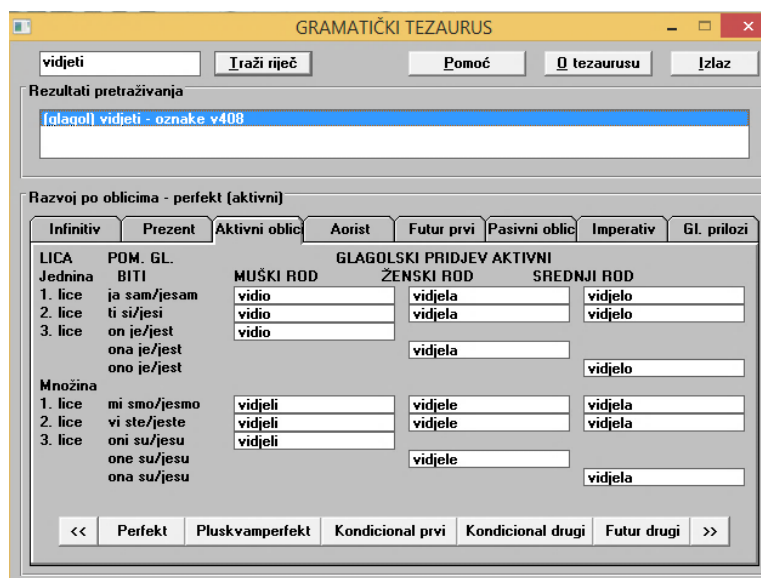 GRAMATIČKI TEZAURUS
vidjeti Traži riječ Pomoć O tezaurusu Izlaz
Rezultati pretraživanja
(glagol) vidjeti - oznake v408
Razvoj po oblicima - perfekt (aktivni)
Infinitiv Prezent Aktivni oblici Aorist Futur prvi Pasivni oblic Imperativ Gl. prilozi
LICA POM. GL. GLAGOLSKI PRIDJEV AKTIVNI
Jednina BITI MUŠKI ROD ŽENSKI ROD SREDNJI ROD
1. lice ja sam/jesam vidio vidjela vidjelo
2. lice ti si/jesi vidio vidjela vidjelo
3. lice on je/jest vidio
ona je/jest vidjela
ono je/jest vidjelo
Množina
1. lice mi smo/jesmo vidjeli vidjele vidjela
2. lice vi ste/jeste vidjeli vidjele vidjela
3. lice oni su/jesu vidjeli
one su/jesu vidjele
ona su/jesu vidjela
<< Perfekt Pluskvamperfekt Kondicional prvi Kondicional drugi Futur drugi >>